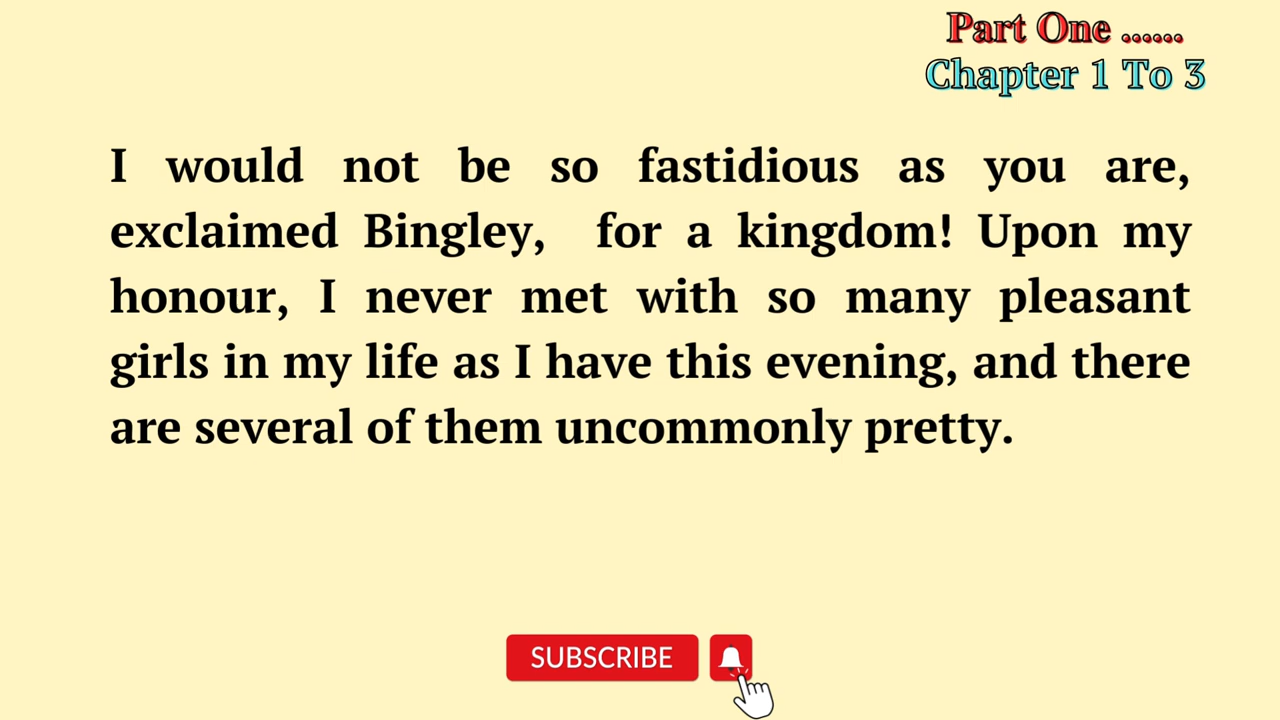 Part One ......
Chapter 1 To 3
I would not be so fastidious as you are,
exclaimed Bingley,  for a kingdom! Upon my
honour, I never met with so many pleasant
girls in my life as I have this evening, and there
are several of them uncommonly pretty.
SUBSCRIBE